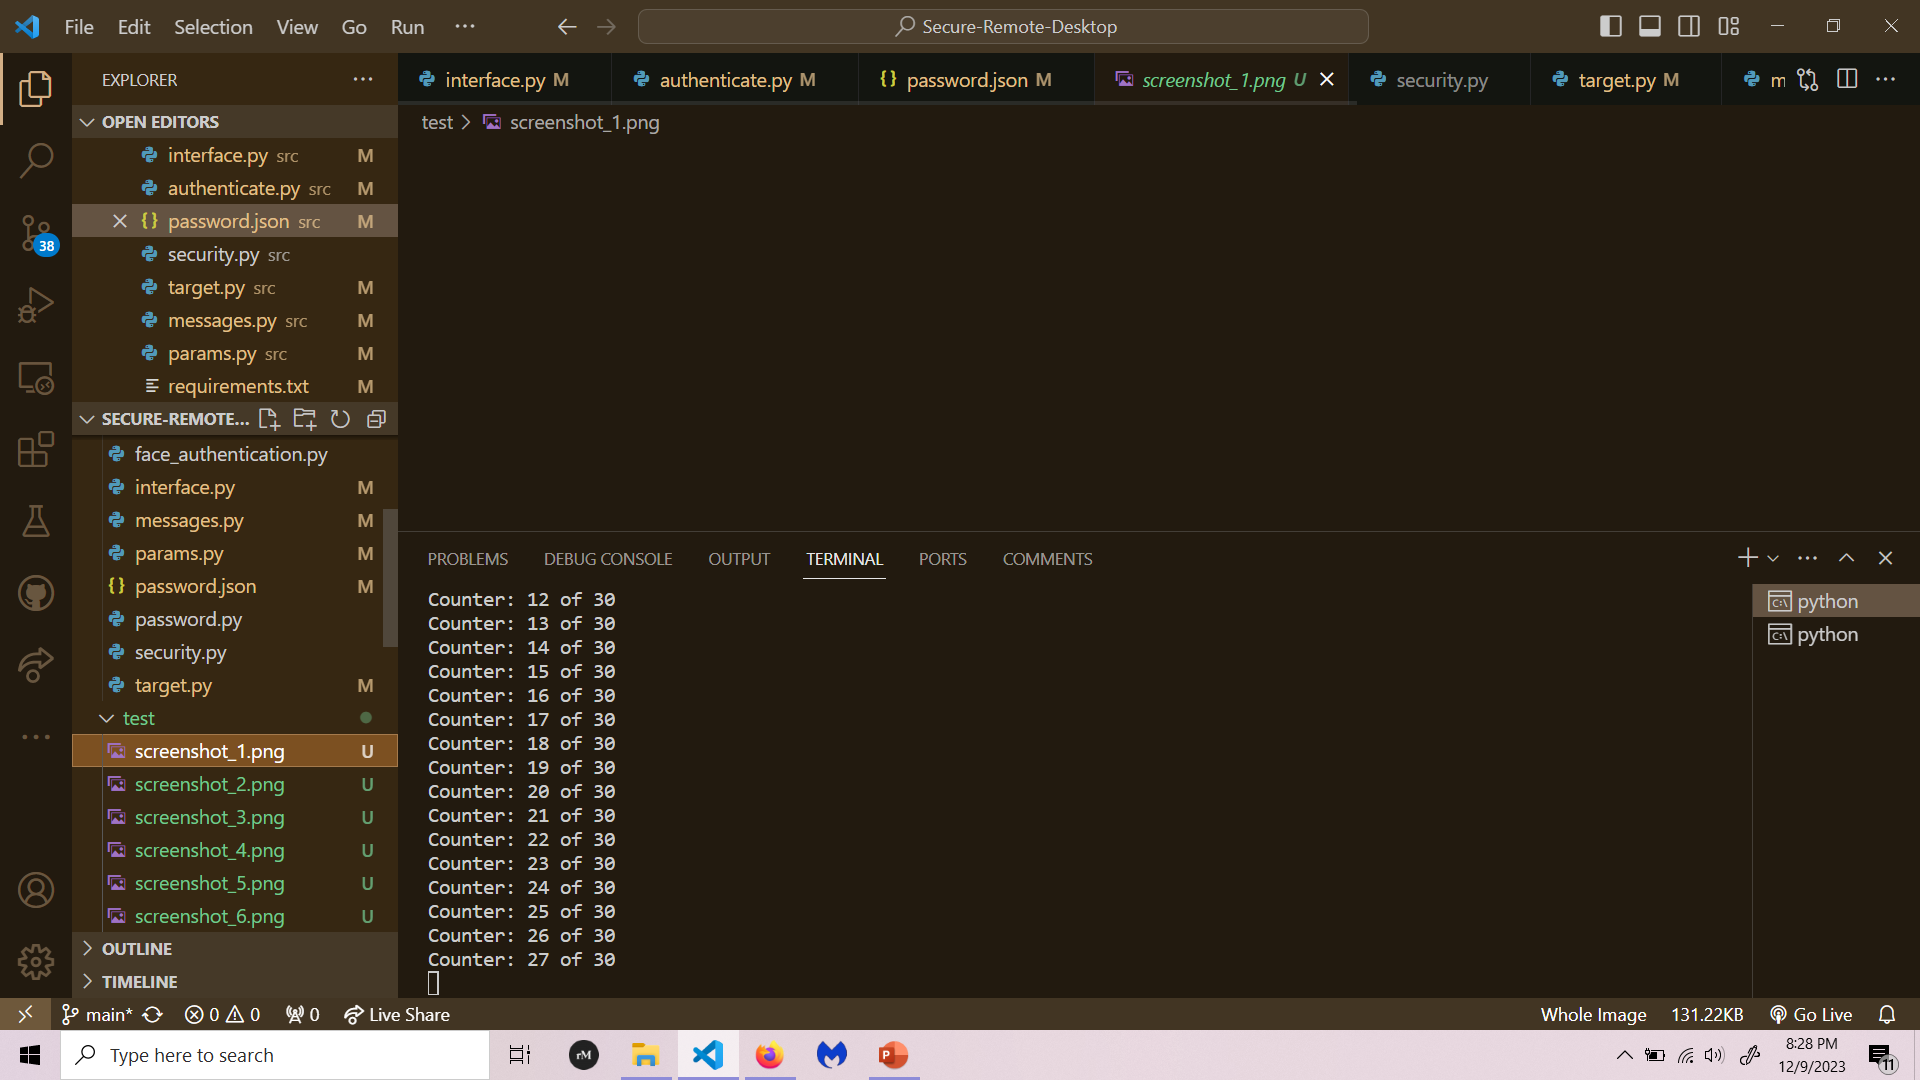 File Edit Selection View Go Run ···
Secure-Remote-Desktop
EXPLORER
OPEN EDITORS
interface.py src M
authenticate.py src M
password.json src M
security.py src
target.py src M
messages.py src M
params.py src M
requirements.txt M
SECURE-REMOTE...
face_authentication.py
interface.py M
messages.py M
params.py M
password.json M
password.py
security.py
target.py M
test
screenshot_1.png U
screenshot_2.png U
screenshot_3.png U
screenshot_4.png U
screenshot_5.png U
screenshot_6.png U
OUTLINE
TIMELINE
38
interface.py M authenticate.py M password.json M screenshot_1.png U security.py target.py M m
test > screenshot_1.png
PROBLEMS DEBUG CONSOLE OUTPUT TERMINAL PORTS COMMENTS
Counter: 12 of 30
Counter: 13 of 30
Counter: 14 of 30
Counter: 15 of 30
Counter: 16 of 30
Counter: 17 of 30
Counter: 18 of 30
Counter: 19 of 30
Counter: 20 of 30
Counter: 21 of 30
Counter: 22 of 30
Counter: 23 of 30
Counter: 24 of 30
Counter: 25 of 30
Counter: 26 of 30
Counter: 27 of 30
python
python
main* 0 0 0 Live Share Whole Image 131.22KB Go Live
Type here to search
rM
P
8:28 PM
12/9/2023
11